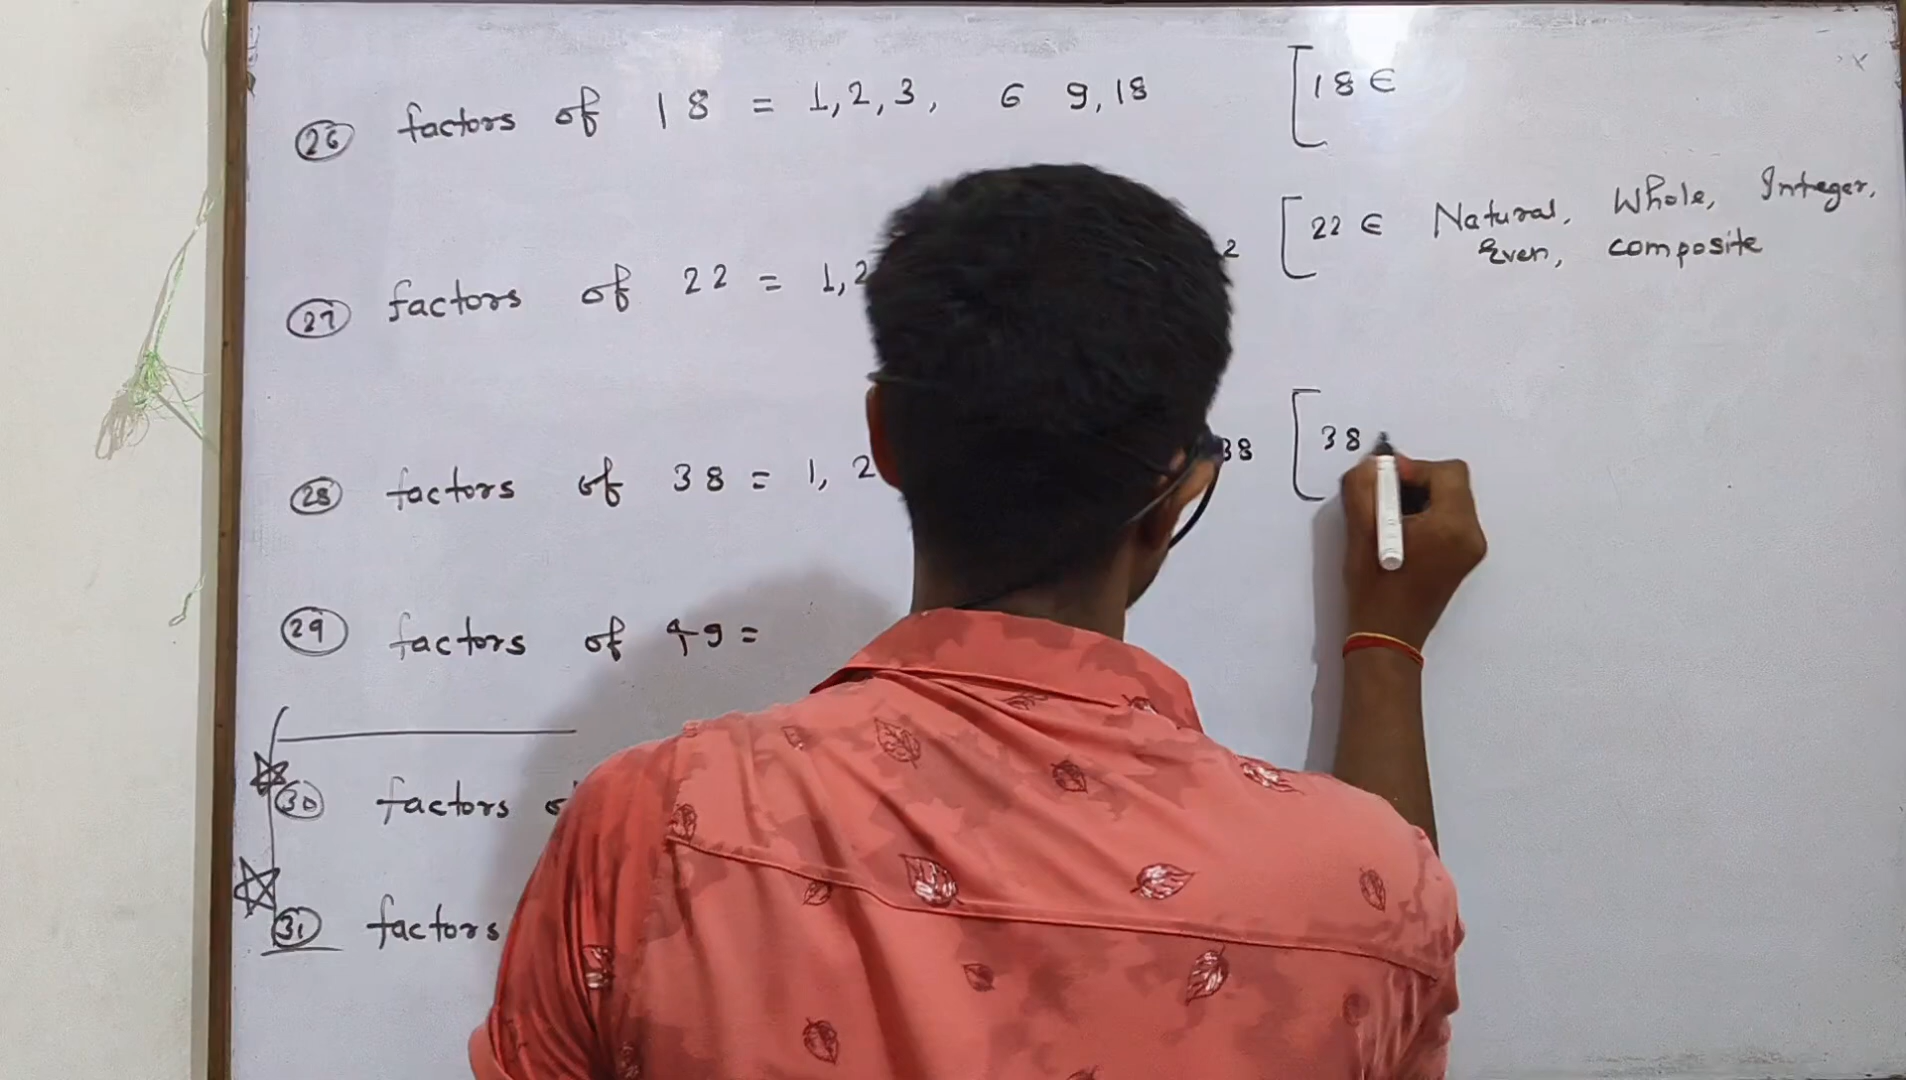 26 factors of 18 = 1,2,3, 6 9,18 [18 ∈
27 factors of 22 = 1,2 2 [22 ∈ Natural, Whole, Integer,
Even, composite
28 factors of 38 = 1, 2 38 [38
29 factors of 49 =
30 factors
31 factors